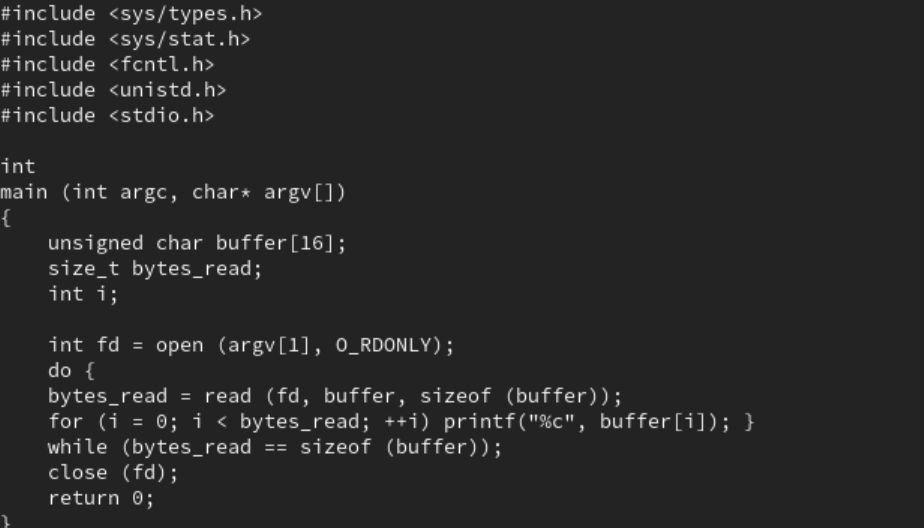 #include <sys/types.h>
#include <sys/stat.h>
#include <fcntl.h>
#include <unistd.h>
#include <stdio.h>

int
main (int argc, char* argv[])
{
    unsigned char buffer[16];
    size_t bytes_read;
    int i;

    int fd = open (argv[1], O_RDONLY);
    do {
    bytes_read = read (fd, buffer, sizeof (buffer));
    for (i = 0; i < bytes_read; ++i) printf("%c", buffer[i]); }
    while (bytes_read == sizeof (buffer));
    close (fd);
    return 0;
}